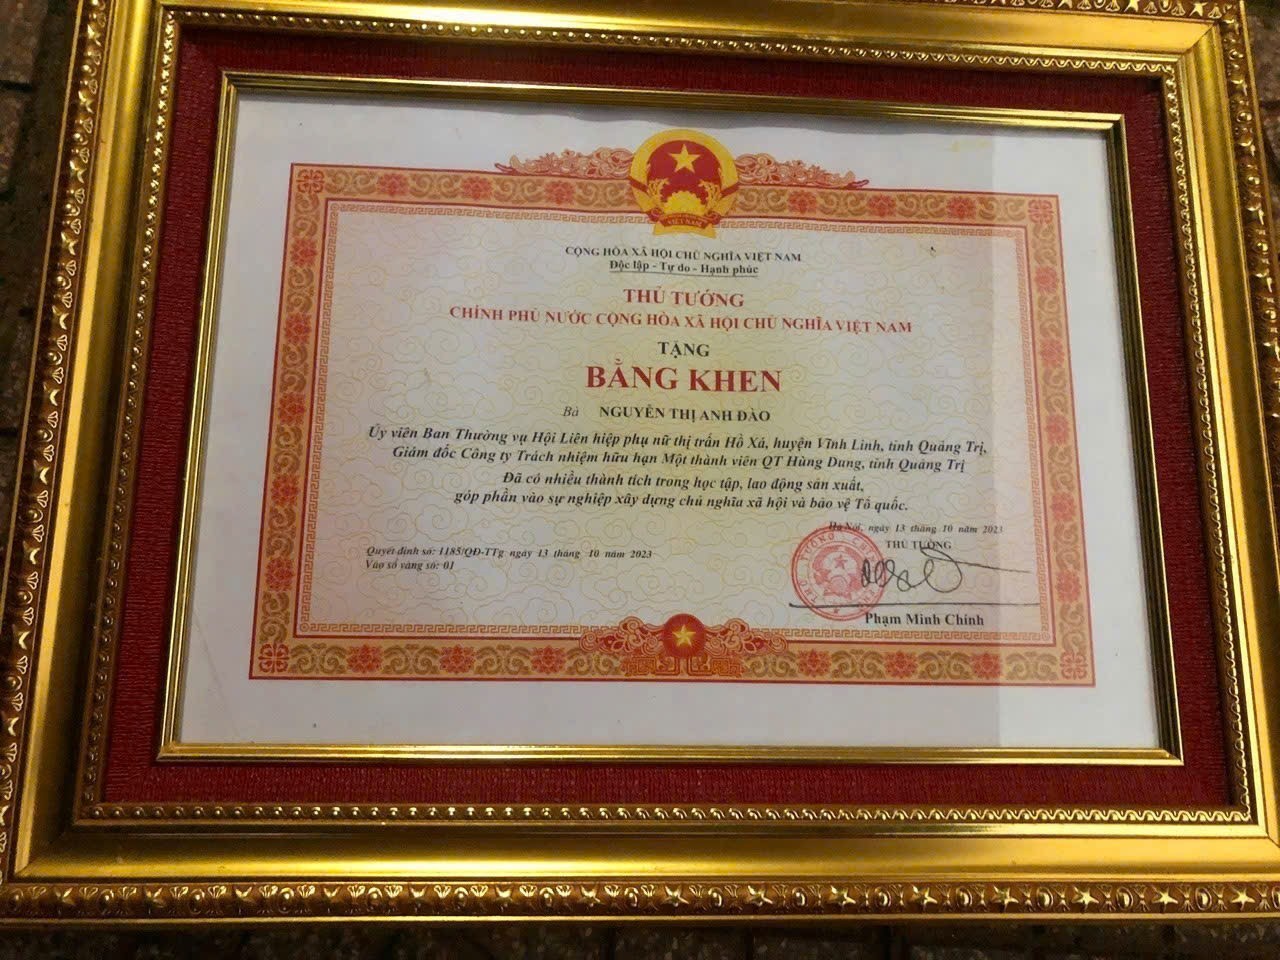 VIỆT NAM
CỘNG HÒA XÃ HỘI CHỦ NGHĨA VIỆT NAM
Độc lập - Tự do - Hạnh phúc
THỦ TƯỚNG
CHÍNH PHỦ NƯỚC CỘNG HÒA XÃ HỘI CHỦ NGHĨA VIỆT NAM
TẶNG
BẰNG KHEN
Bà NGUYỄN THỊ ANH ĐÀO
Ủy viên Ban Thường vụ Hội Liên hiệp phụ nữ thị trấn Hồ Xá, huyện Vĩnh Linh, tỉnh Quảng Trị,
Giám đốc Công ty Trách nhiệm hữu hạn Một thành viên QT Hùng Dung, tỉnh Quảng Trị
Đã có nhiều thành tích trong học tập, lao động sản xuất,
góp phần vào sự nghiệp xây dựng chủ nghĩa xã hội và bảo vệ Tổ quốc.
Hà Nội, ngày 13 tháng 10 năm 2023
THỦ TƯỚNG
Quyết định số: 1185/QĐ-TTg ngày 13 tháng 10 năm 2023
Vào sổ vàng số: 01
Phạm Minh Chính